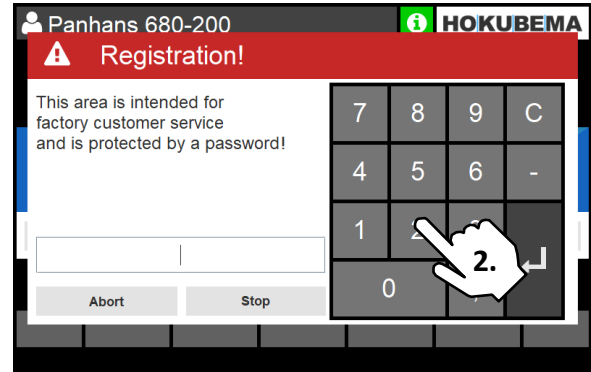 Panhans 680-200
i HOKUBEMA
Registration!
This area is intended for
factory customer service
and is protected by a password!
7 8 9 C
4 5 6 -
1 2
2.
0
Abort Stop